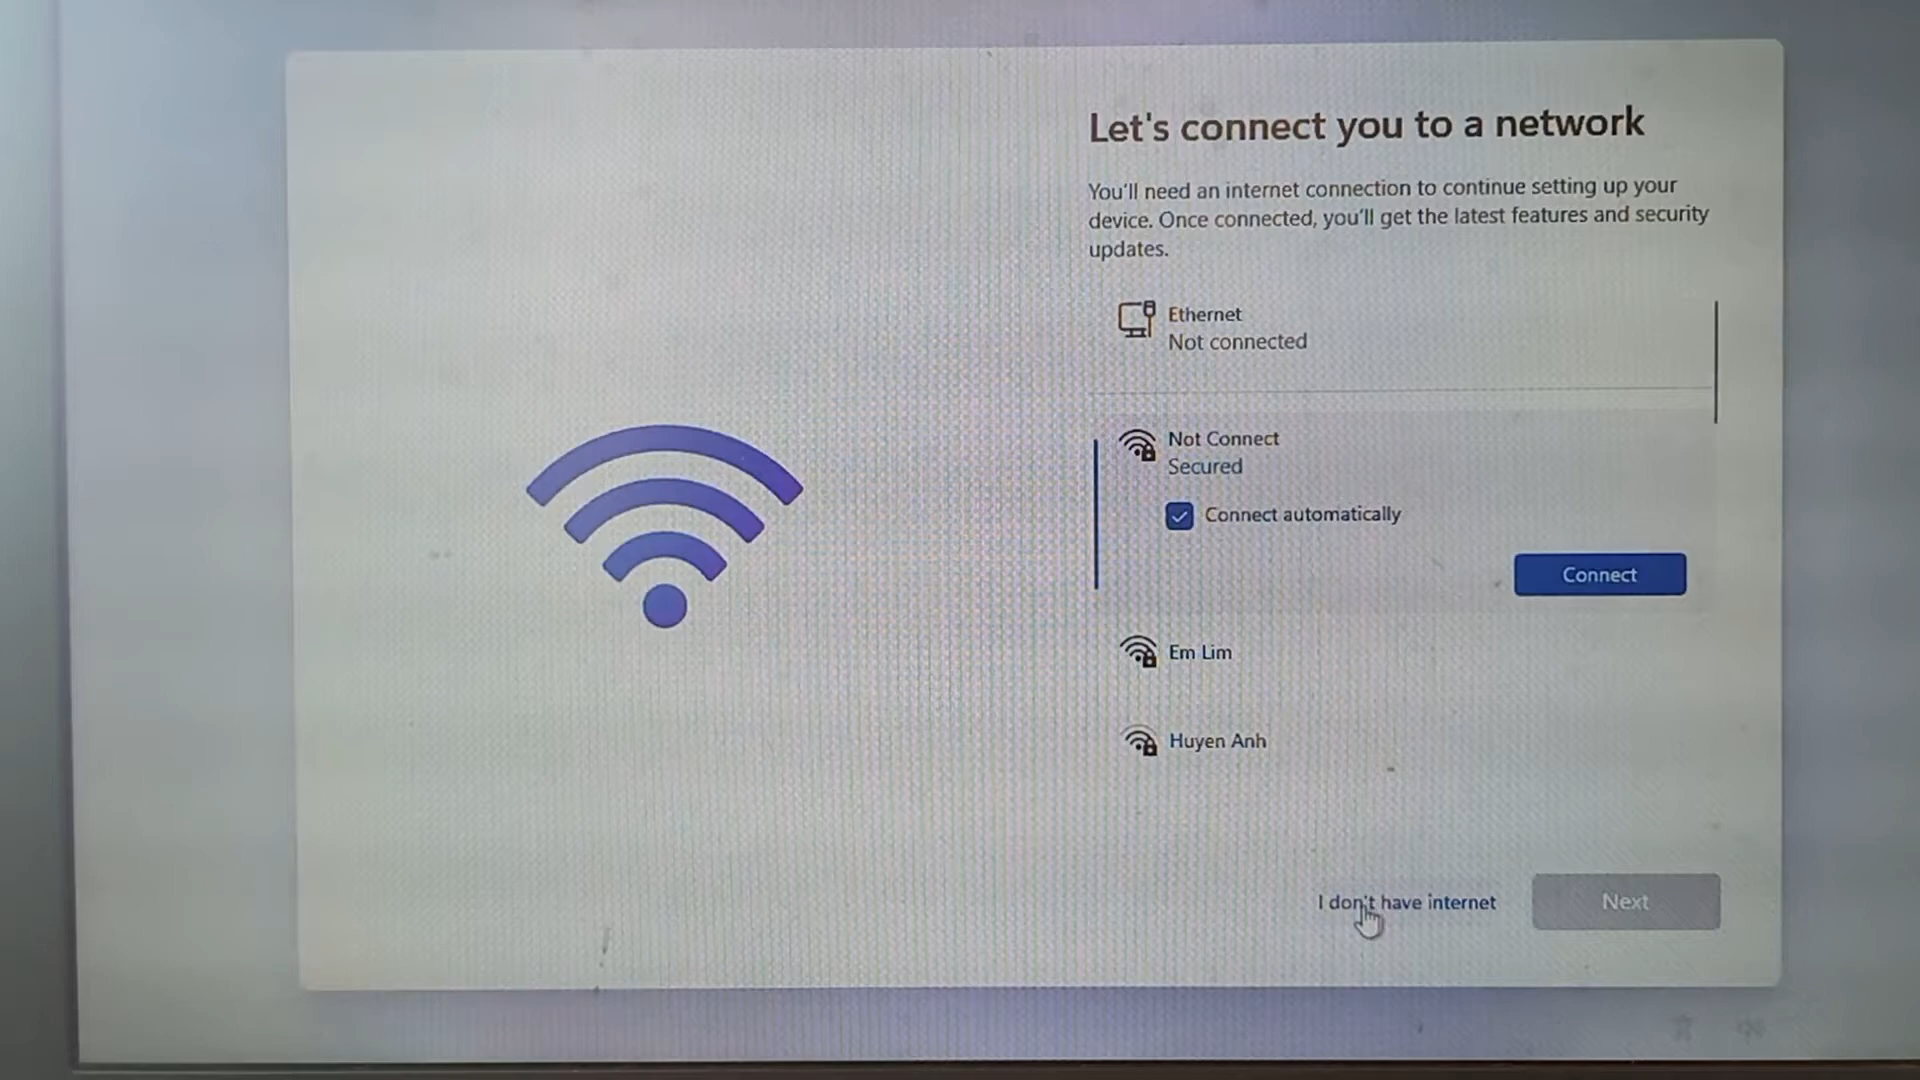 Let's connect you to a network
You'll need an internet connection to continue setting up your
device. Once connected, you'll get the latest features and security
updates.
Ethernet
Not connected
Not Connect
Secured
Connect automatically
Connect
Em Lim
Huyen Anh
I don't have internet
Next